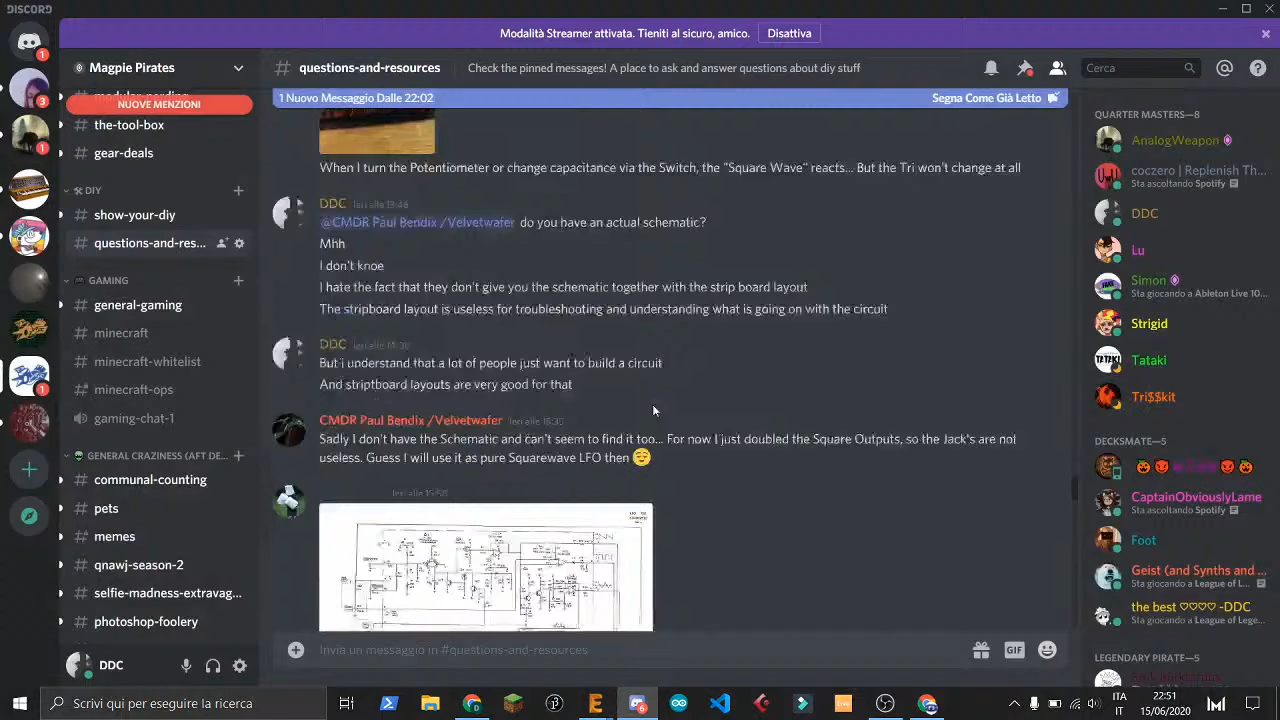 DISCORD
Modalità Streamer attivata. Tieniti al sicuro, amico.
Disattiva
Magpie Pirates
NUOVE MENZIONI
the-tool-box
gear-deals
DIY
show-your-diy
questions-and-res...
GAMING
general-gaming
minecraft
minecraft-whitelist
minecraft-ops
gaming-chat-1
GENERAL CRAZINESS (AFT DE...
communal-counting
pets
memes
qnawj-season-2
selfie-madness-extravag...
photoshop-foolery
DDC
# questions-and-resources
Check the pinned messages! A place to ask and answer questions about diy stuff
Cerca
1 Nuovo Messaggio Dalle 22:02
Segna Come Già Letto
When I turn the Potentiometer or change capacitance via the Switch, the "Square Wave" reacts... But the Tri won't change at all
DDC Ieri alle 13:46
@CMDR Paul Bendix /Velvetwafer do you have an actual schematic?
Mhh
I don't knoe
I hate the fact that they don't give you the schematic together with the strip board layout
The stripboard layout is useless for troubleshooting and understanding what is going on with the circuit
DDC Ieri alle
But i understand that a lot of people just want to build a circuit
And striptboard layouts are very good for that
CMDR Paul Bendix /Velvetwafer Ieri alle
Sadly I don't have the Schematic and can't seem to find it too... For now I just doubled the Square Outputs, so the Jack's are not
useless. Guess I will use it as pure Squarewave LFO then 😌
Ieri alle 15:58
Invia un messaggio in #questions-and-resources
GIF
QUARTER MASTERS—8
AnalogWeapon
coczero | Replenish Th...
Sta ascoltando Spotify
DDC
Lu
Simon
Sta giocando a Ableton Live 10...
Strigid
Tataki
Tri$$kit
DECKSMATE—5
CaptainObviouslyLame
Sta ascoltando Spotify
Foot
Geist (and Synths and ...
Sta giocando a League of L...
the best ♡♡♡♡ -DDC
Sta giocando a League of Lege...
LEGENDARY PIRATE—5
Scrivi qui per eseguire la ricerca
ITA
IT
22:51
15/06/2020